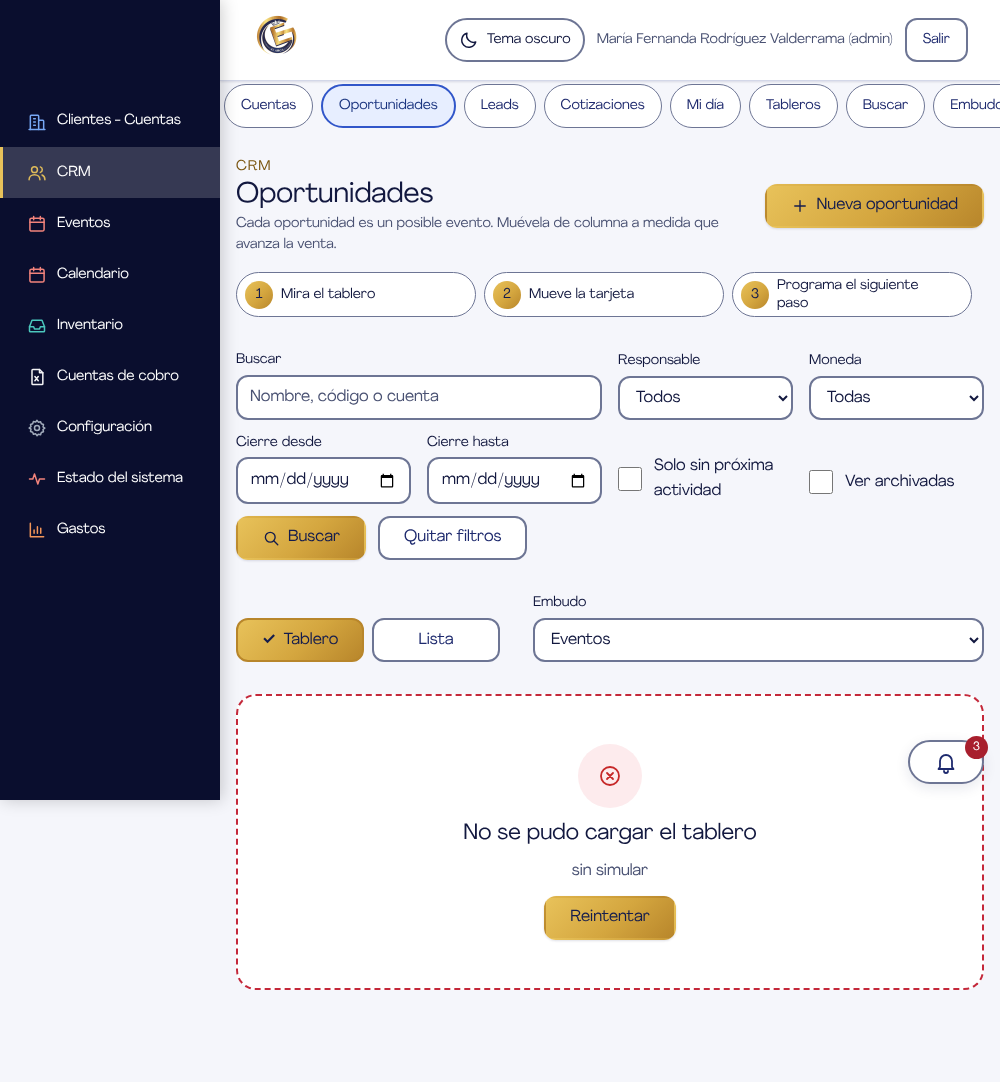 Tema oscuro
María Fernanda Rodríguez Valderrama (admin)
Salir
Clientes - Cuentas
CRM
Eventos
Calendario
Inventario
Cuentas de cobro
Configuración
Estado del sistema
Gastos
Cuentas
Oportunidades
Leads
Cotizaciones
Mi día
Tableros
Buscar
Embudo
CRM
Oportunidades
Cada oportunidad es un posible evento. Muévela de columna a medida que
avanza la venta.
Nueva oportunidad
1 Mira el tablero
2 Mueve la tarjeta
3 Programa el siguiente
paso
Buscar
Nombre, código o cuenta
Responsable
Todos
Moneda
Todas
Cierre desde
mm/dd/yyyy
Cierre hasta
mm/dd/yyyy
Solo sin próxima
actividad
Ver archivadas
Buscar
Quitar filtros
Tablero
Lista
Embudo
Eventos
3
No se pudo cargar el tablero
sin simular
Reintentar